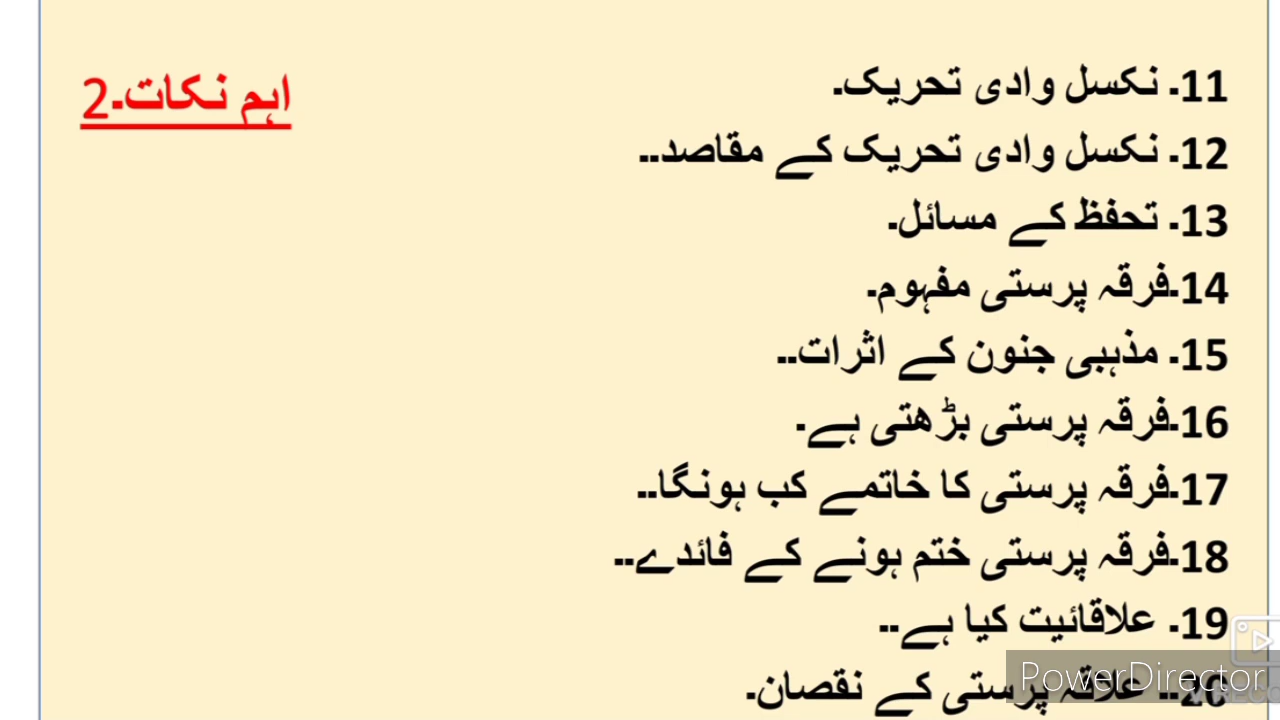 اہم نکات۔2
11۔ نکسل وادی تحریک۔
12۔ نکسل وادی تحریک کے مقاصد۔۔
13۔ تحفظ کے مسائل۔
14۔فرقہ پرستی مفہوم۔
15۔ مذہبی جنون کے اثرات۔۔
16۔فرقہ پرستی بڑھتی ہے۔
17۔فرقہ پرستی کا خاتمے کب ہونگا۔۔
18۔فرقہ پرستی ختم ہونے کے فائدے۔۔
19۔ علاقائیت کیا ہے۔۔
20۔۔ علاقہ پرستی کے نقصان۔
PowerDirector